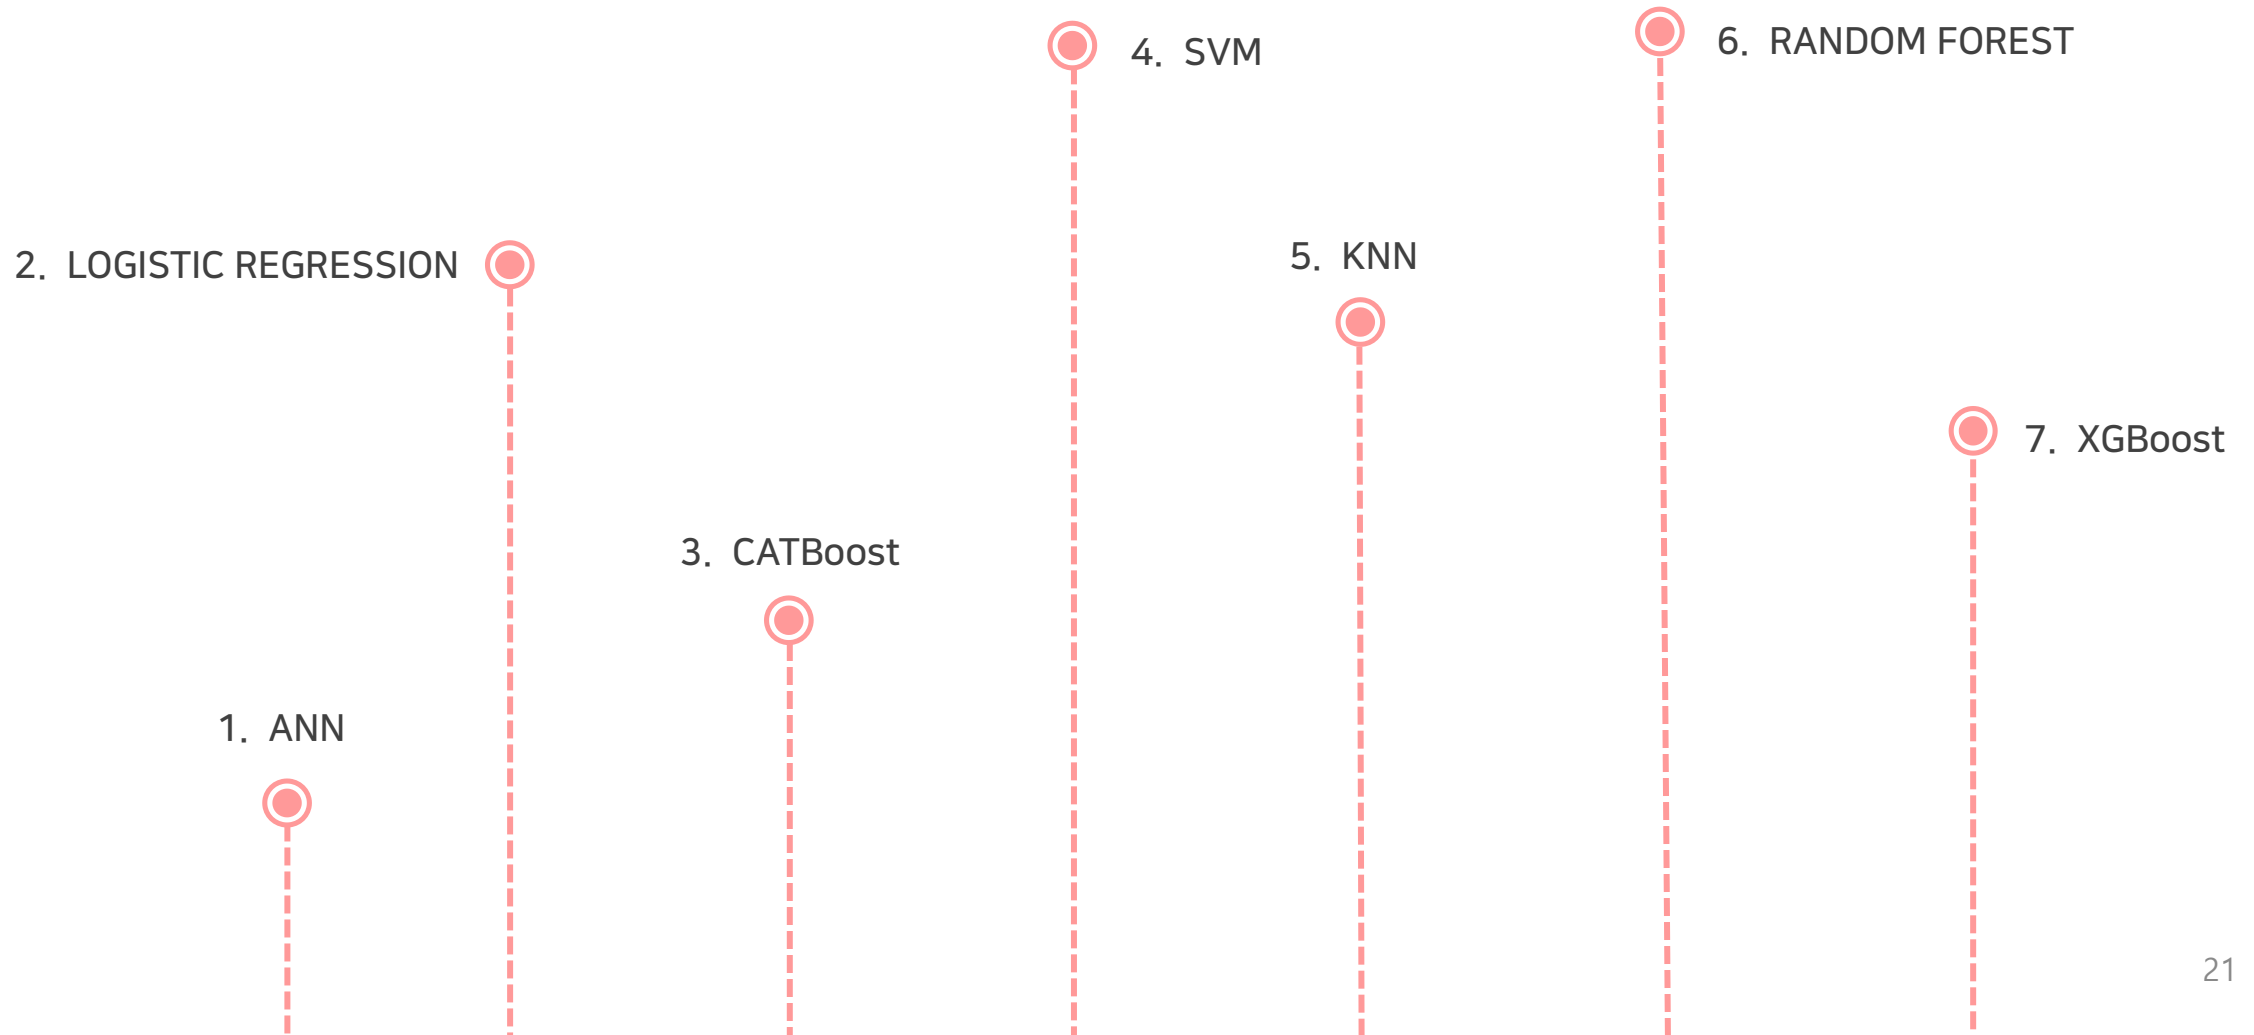 1. ANN
2. LOGISTIC REGRESSION
3. CATBoost
4. SVM
5. KNN
6. RANDOM FOREST
7. XGBoost
21